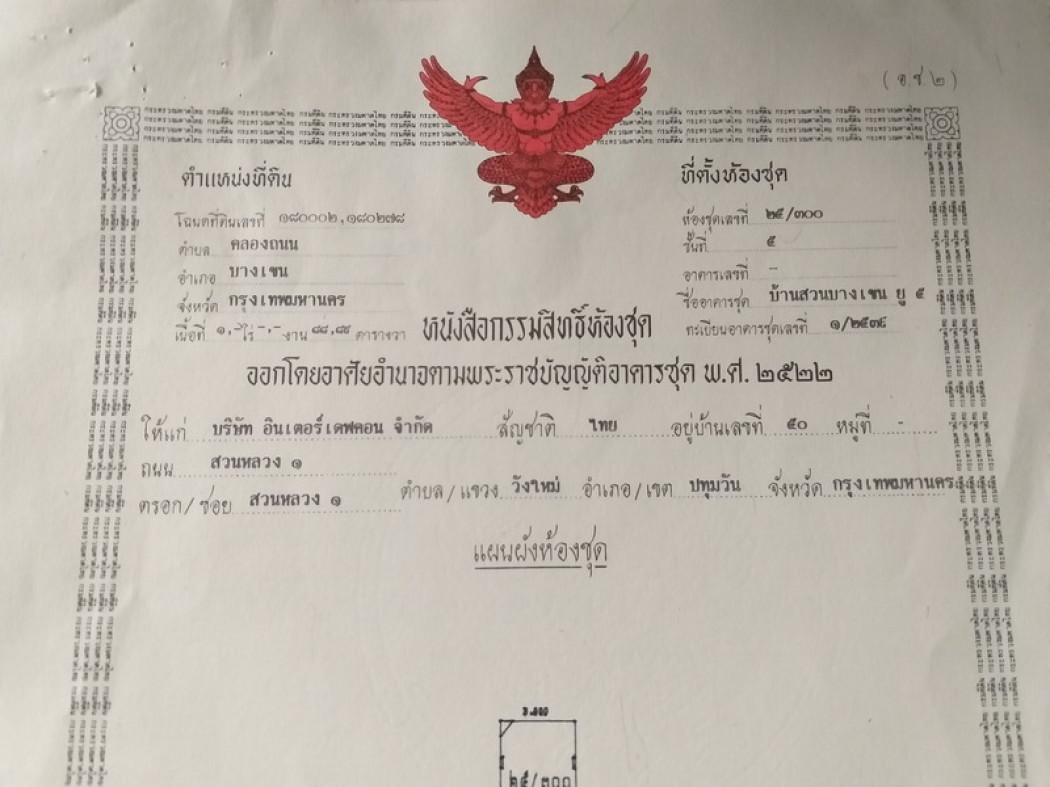 (อ.ช.๒)
ตำแหน่งที่ดิน
ที่ตั้งห้องชุด
โฉนดที่ดินเลขที่ ๑๘๐๐๐๒,๑๘๐๒๗๘
ห้องชุดเลขที่ ๒๕/๓๐๐
ตำบล คลองถนน
ชั้นที่ ๕
อำเภอ บางเขน
อาคารเลขที่ -
จังหวัด กรุงเทพมหานคร
ชื่ออาคารชุด บ้านสวนบางเขน ยู ๕
เนื้อที่ ๑,- ไร่ -,- งาน ๘๘,๘๘ ตารางวา
ทะเบียนอาคารชุดเลขที่ ๑/๒๕๓๕
หนังสือกรรมสิทธิ์ห้องชุด
ออกโดยอาศัยอำนาจตามพระราชบัญญัติอาคารชุด พ.ศ. ๒๕๒๒
ให้แก่ บริษัท อินเตอร์เดฟคอน จำกัด สัญชาติ ไทย อยู่บ้านเลขที่ ๕๐ หมู่ที่ -
ถนน สวนหลวง ๑
ตรอก/ซอย สวนหลวง ๑ ตำบล/แขวง วังใหม่ อำเภอ/เขต ปทุมวัน จังหวัด กรุงเทพมหานคร
แผนผังห้องชุด
๒๕/๓๐๐